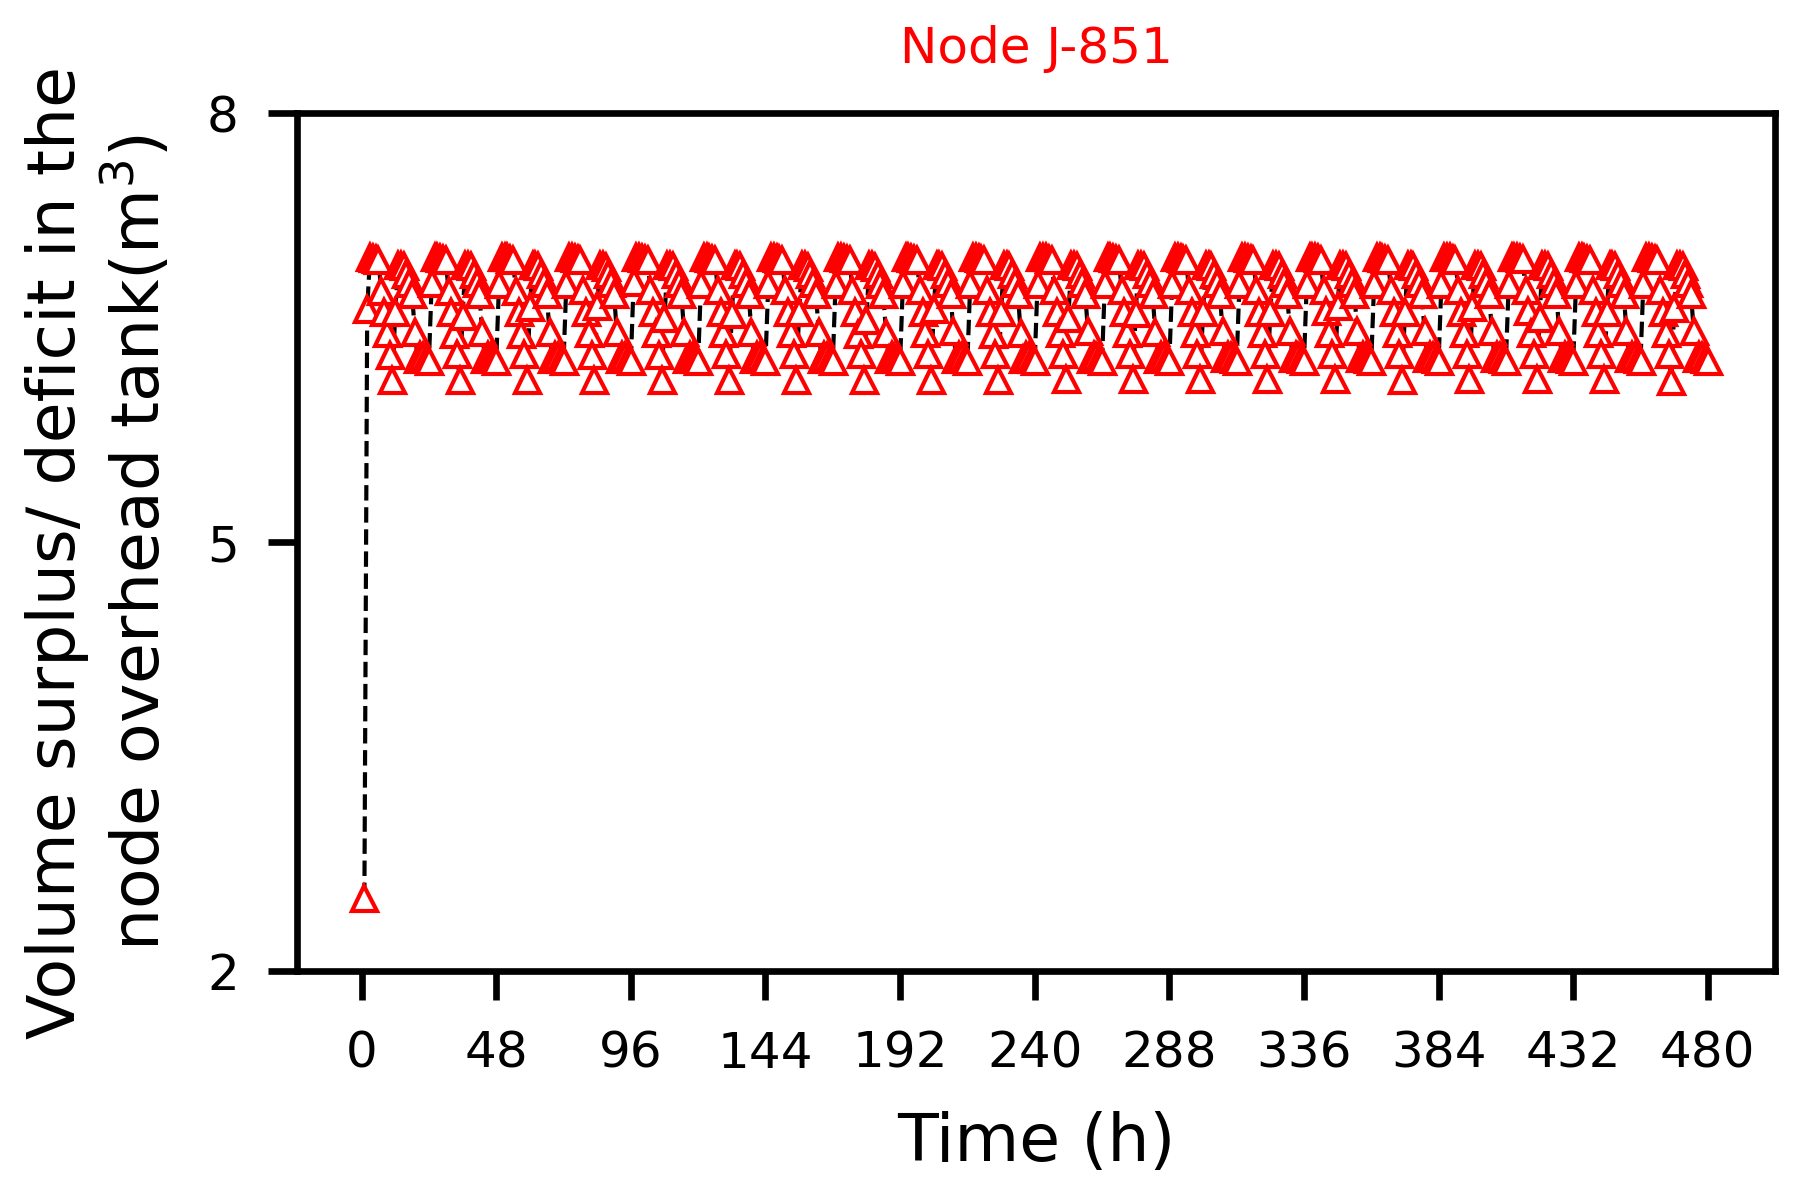 Node J-851
Volume surplus/ deficit in the
node overhead tank(m³)
8
5
2
0 48 96 144 192 240 288 336 384 432 480
Time (h)